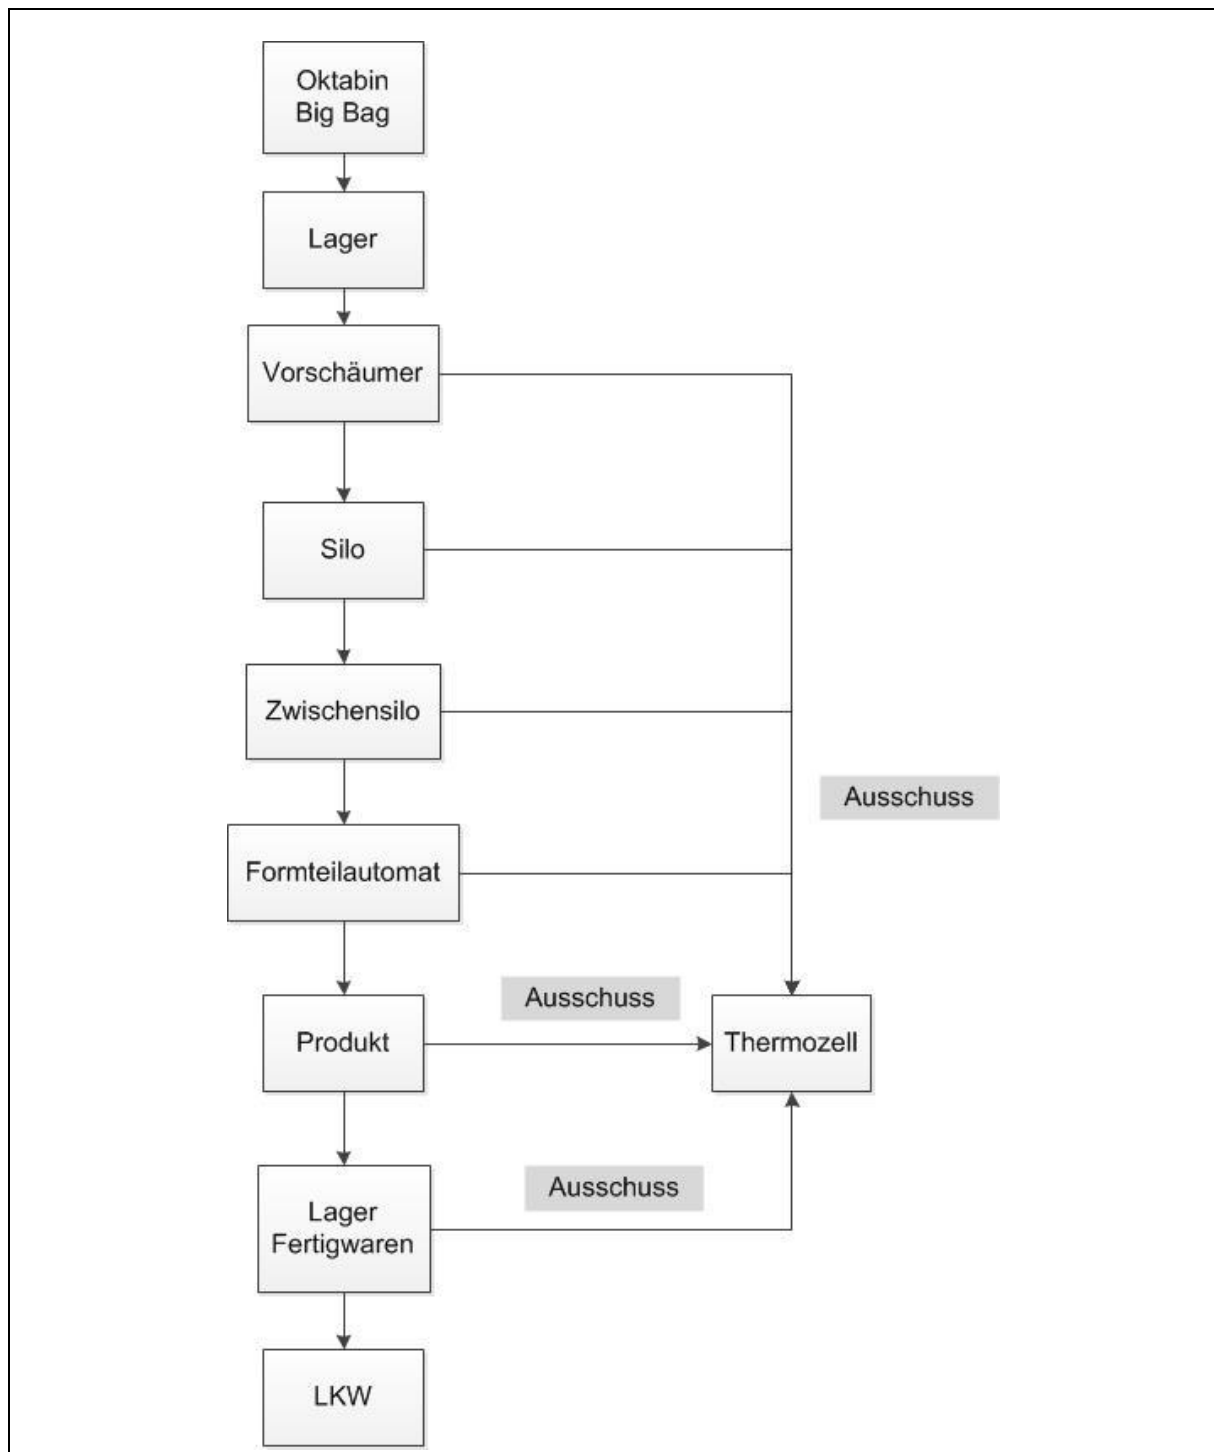 Oktabin
Big Bag
Lager
Vorschäumer
Silo
Zwischensilo
Ausschuss
Formteilautomat
Ausschuss
Produkt
Thermozell
Ausschuss
Lager
Fertigwaren
LKW